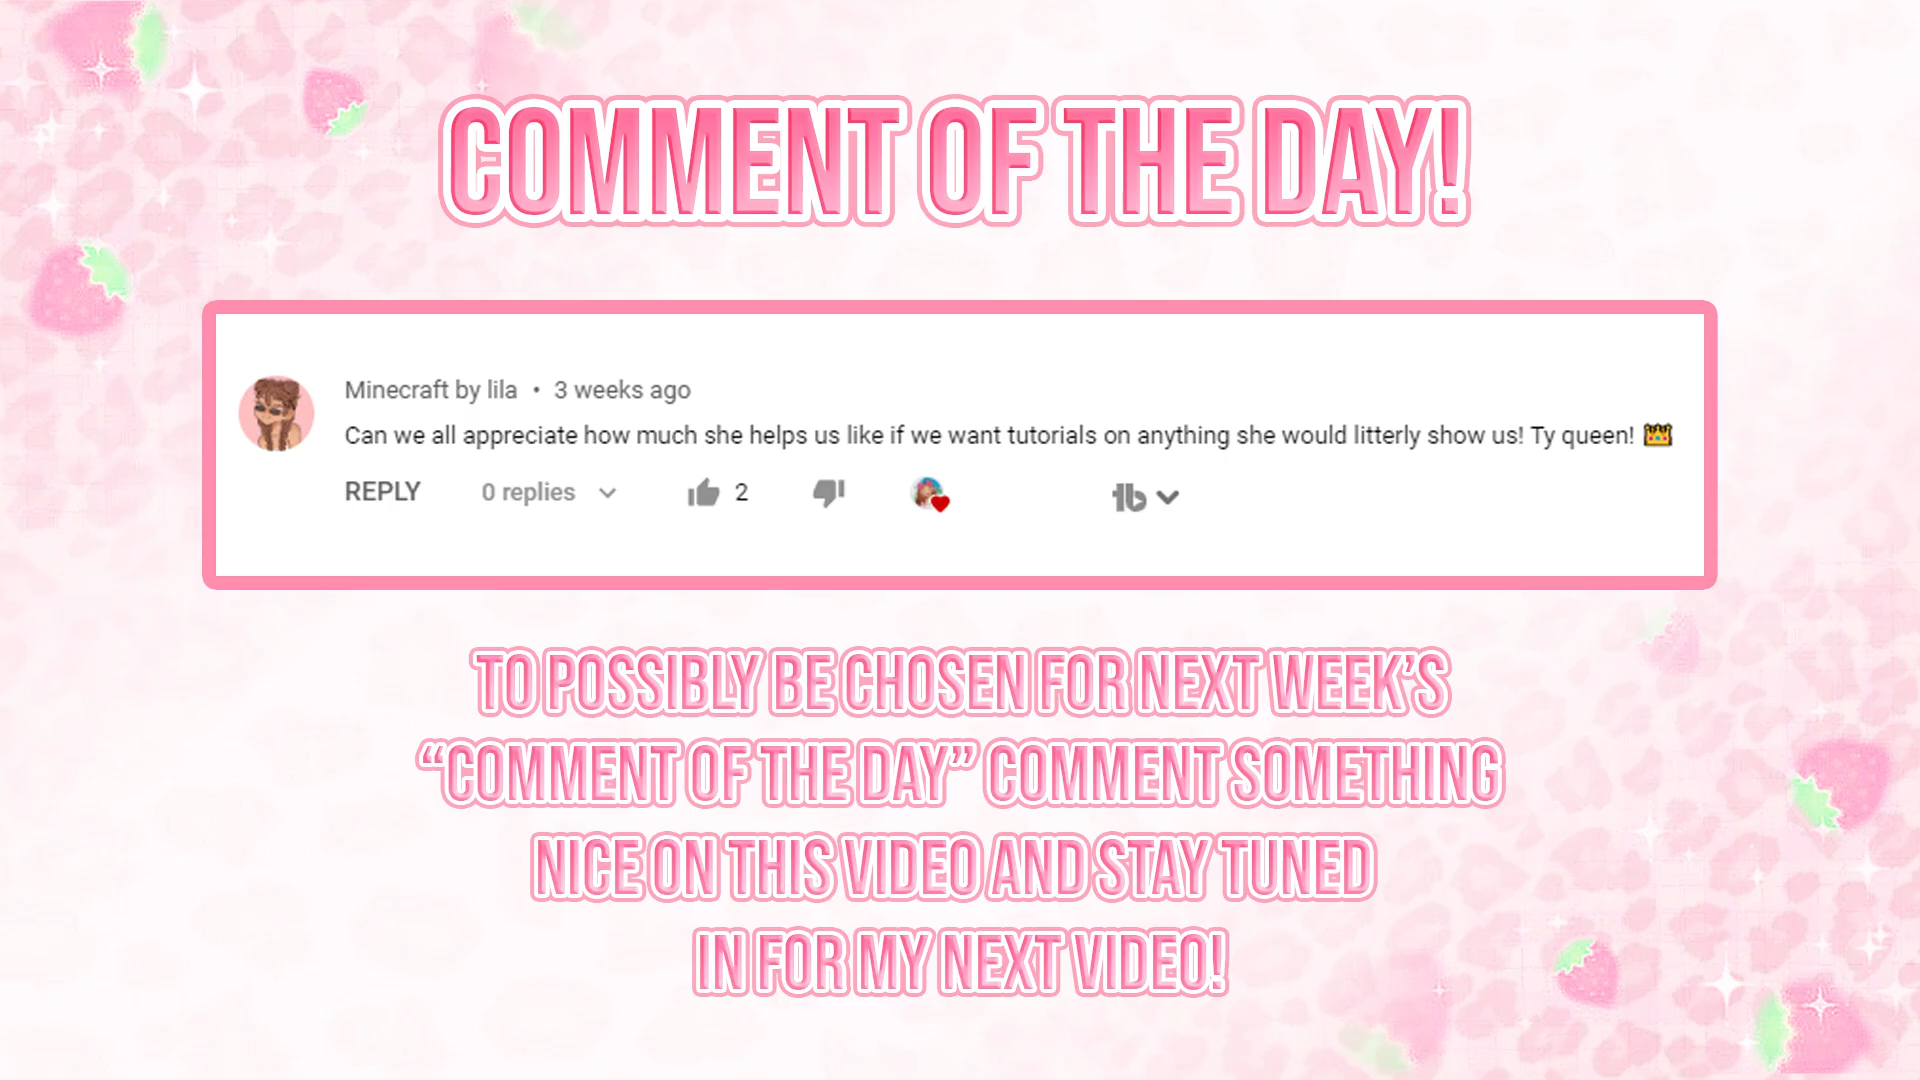 COMMENT OF THE DAY!
Minecraft by lila • 3 weeks ago
Can we all appreciate how much she helps us like if we want tutorials on anything she would litterly show us! Ty queen! 👑
REPLY 0 replies 2 tb
TO POSSIBLY BE CHOSEN FOR NEXT WEEK’S
“COMMENT OF THE DAY” COMMENT SOMETHING
NICE ON THIS VIDEO AND STAY TUNED
IN FOR MY NEXT VIDEO!